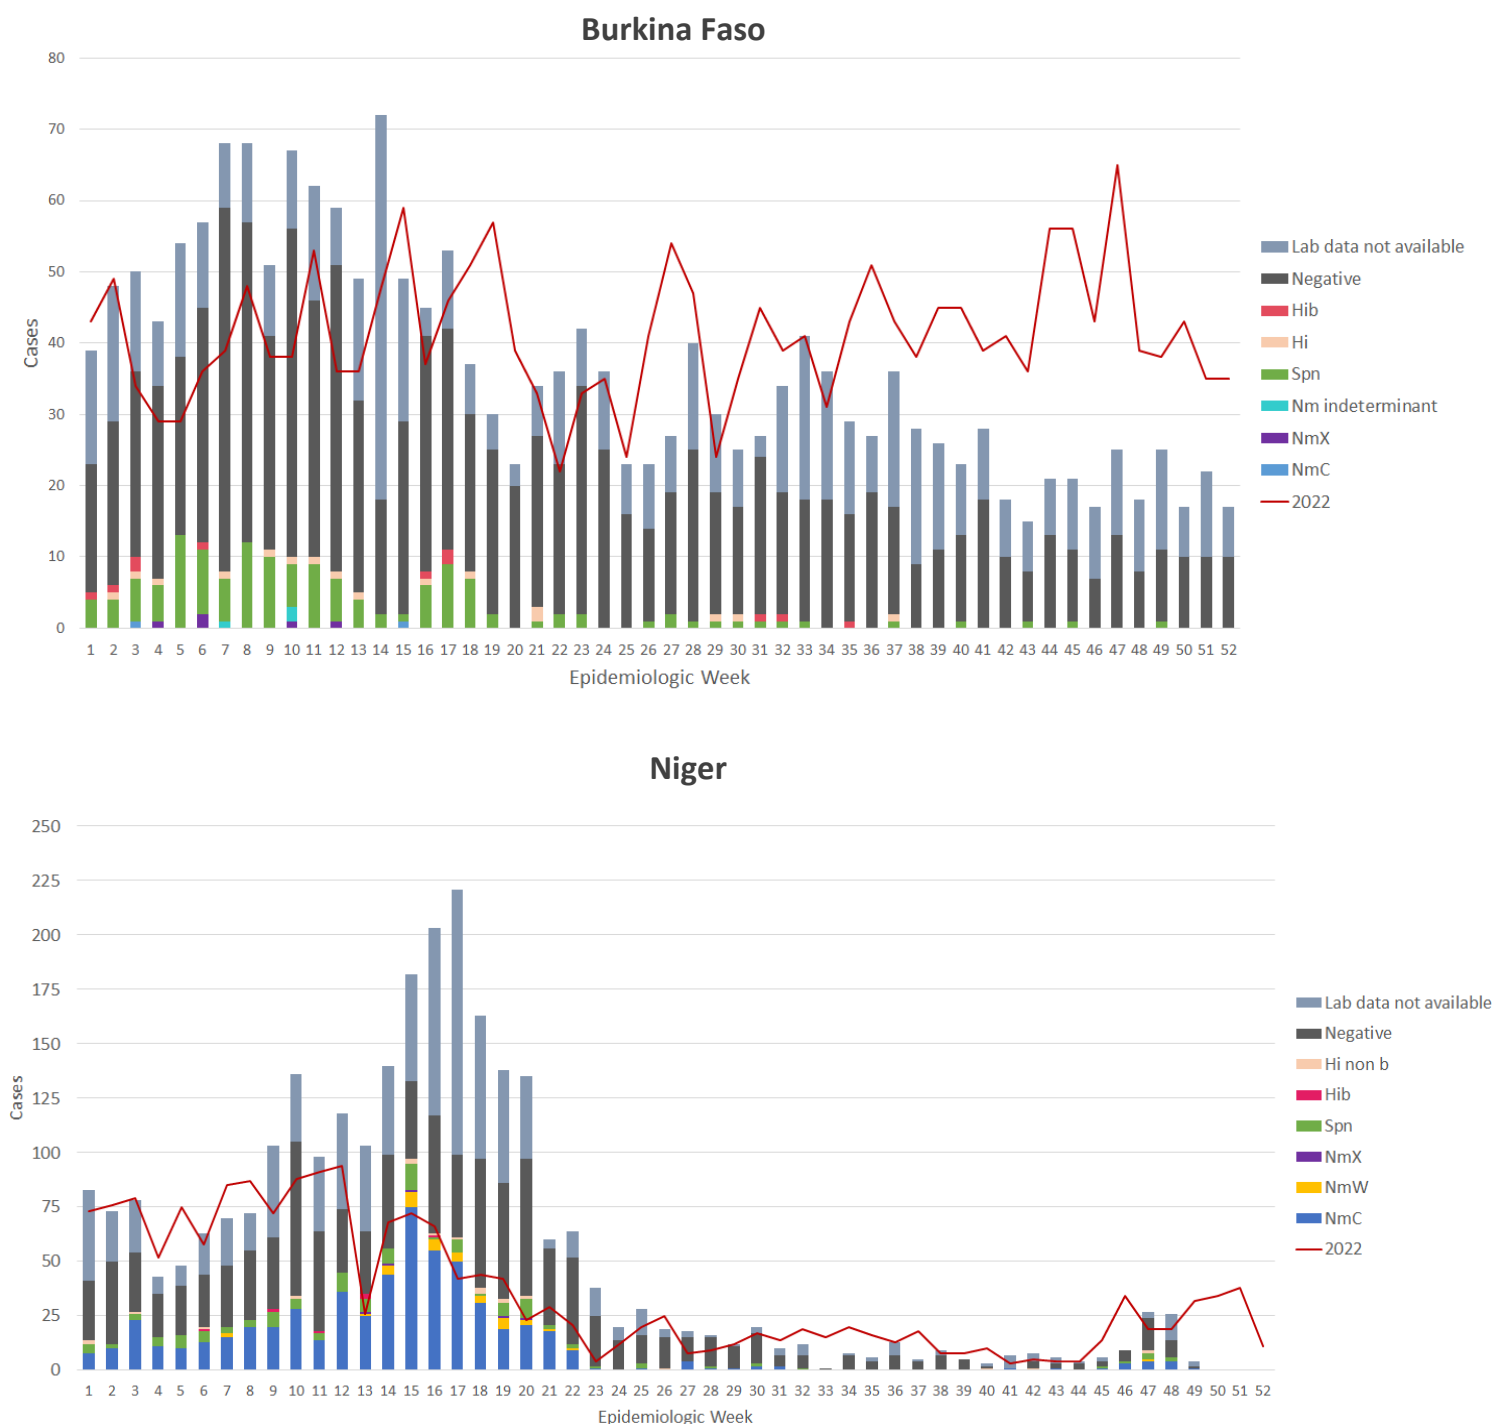 Burkina Faso
80
70
60
50
40
30
20
10
0
Cases
1 2 3 4 5 6 7 8 9 10 11 12 13 14 15 16 17 18 19 20 21 22 23 24 25 26 27 28 29 30 31 32 33 34 35 36 37 38 39 40 41 42 43 44 45 46 47 48 49 50 51 52
Epidemiologic Week
Lab data not available
Negative
Hib
Hi
Spn
Nm indeterminant
NmX
NmC
2022
Niger
250
225
200
175
150
125
100
75
50
25
0
Cases
1 2 3 4 5 6 7 8 9 10 11 12 13 14 15 16 17 18 19 20 21 22 23 24 25 26 27 28 29 30 31 32 33 34 35 36 37 38 39 40 41 42 43 44 45 46 47 48 49 50 51 52
Epidemiologic Week
Lab data not available
Negative
Hi non b
Hib
Spn
NmX
NmW
NmC
2022